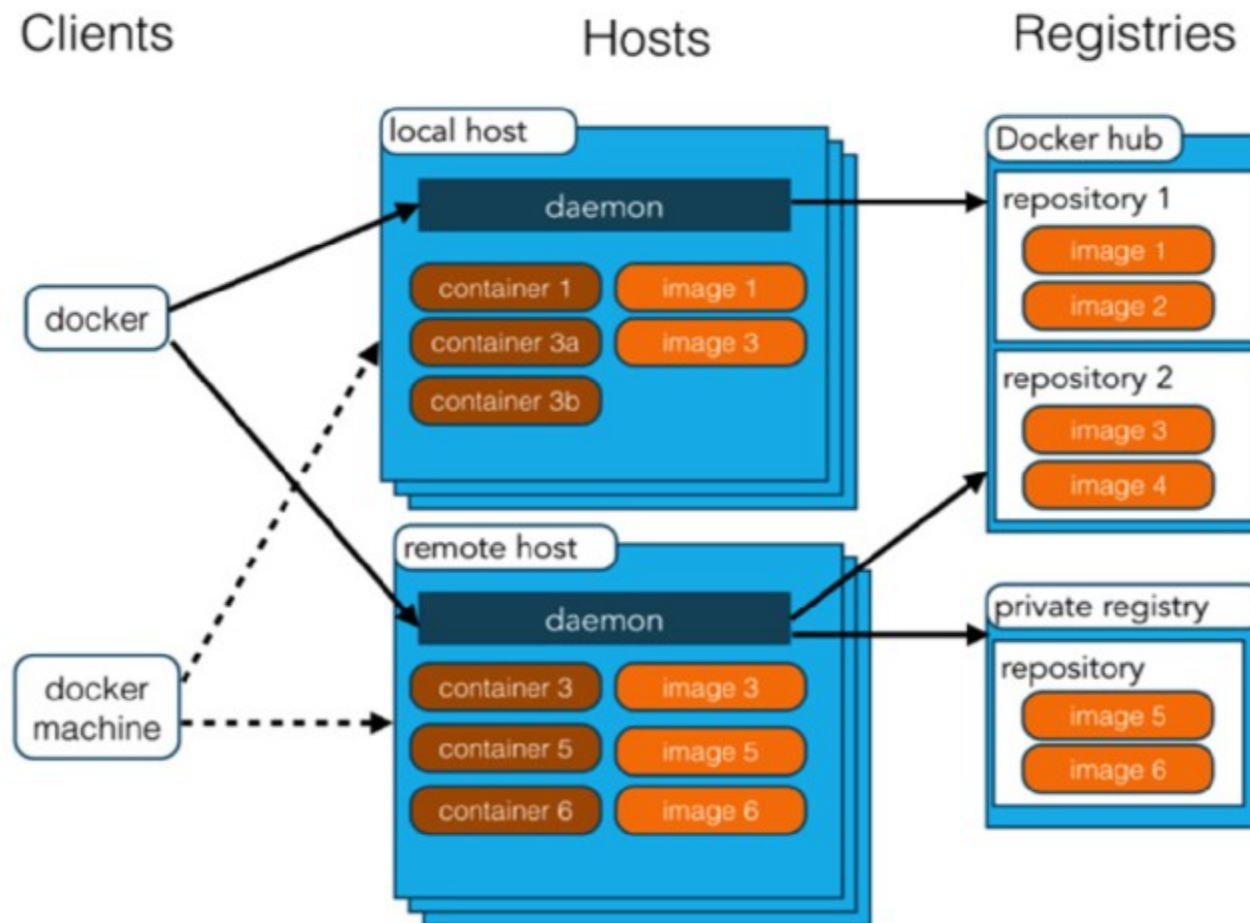 Clients
Hosts
Registries
docker
docker
machine
local host
daemon
container 1
image 1
container 3a
image 3
container 3b
remote host
daemon
container 3
image 3
container 5
image 5
container 6
image 6
Docker hub
repository 1
image 1
image 2
repository 2
image 3
image 4
private registry
repository
image 5
image 6